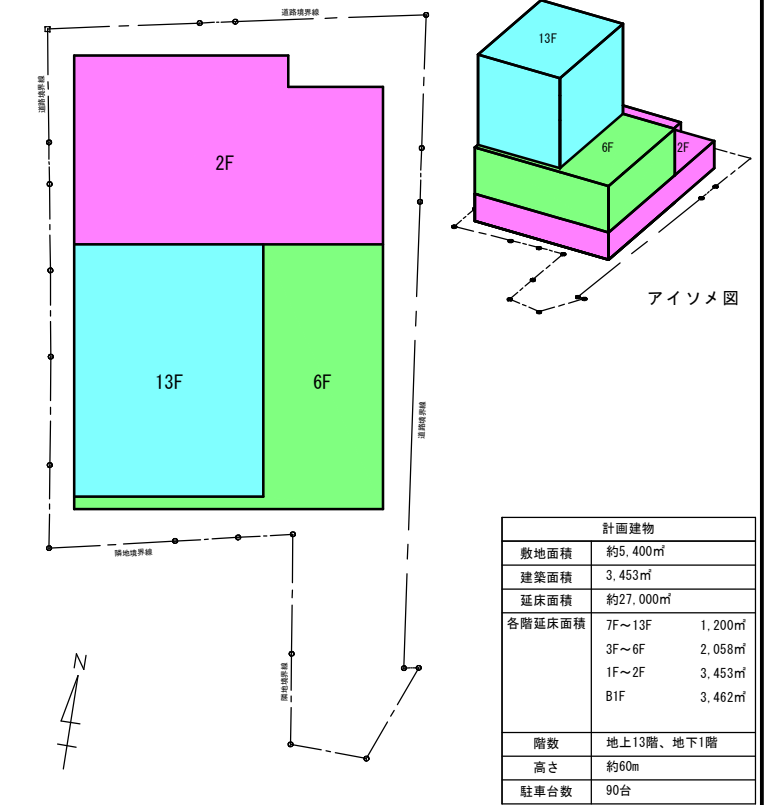 道路境界線
道路境界線
2F
13F
6F
道路境界線
隣地境界線
隣地境界線
N
13F
6F
2F
アイソメ図
計画建物
敷地面積 約5,400㎡
建築面積 3,453㎡
延床面積 約27,000㎡
各階延床面積 7F～13F 1,200㎡
3F～6F 2,058㎡
1F～2F 3,453㎡
B1F 3,462㎡
階数 地上13階、地下1階
高さ 約60m
駐車台数 90台